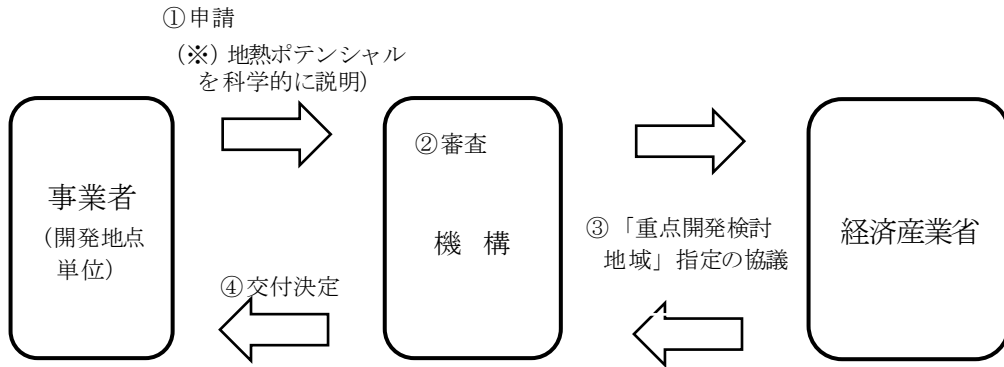 ①申請
(※) 地熱ポテンシャル
を科学的に説明)
事業者
(開発地点
単位)
②審査
機 構
③「重点開発検討
地域」指定の協議
経済産業省
④交付決定